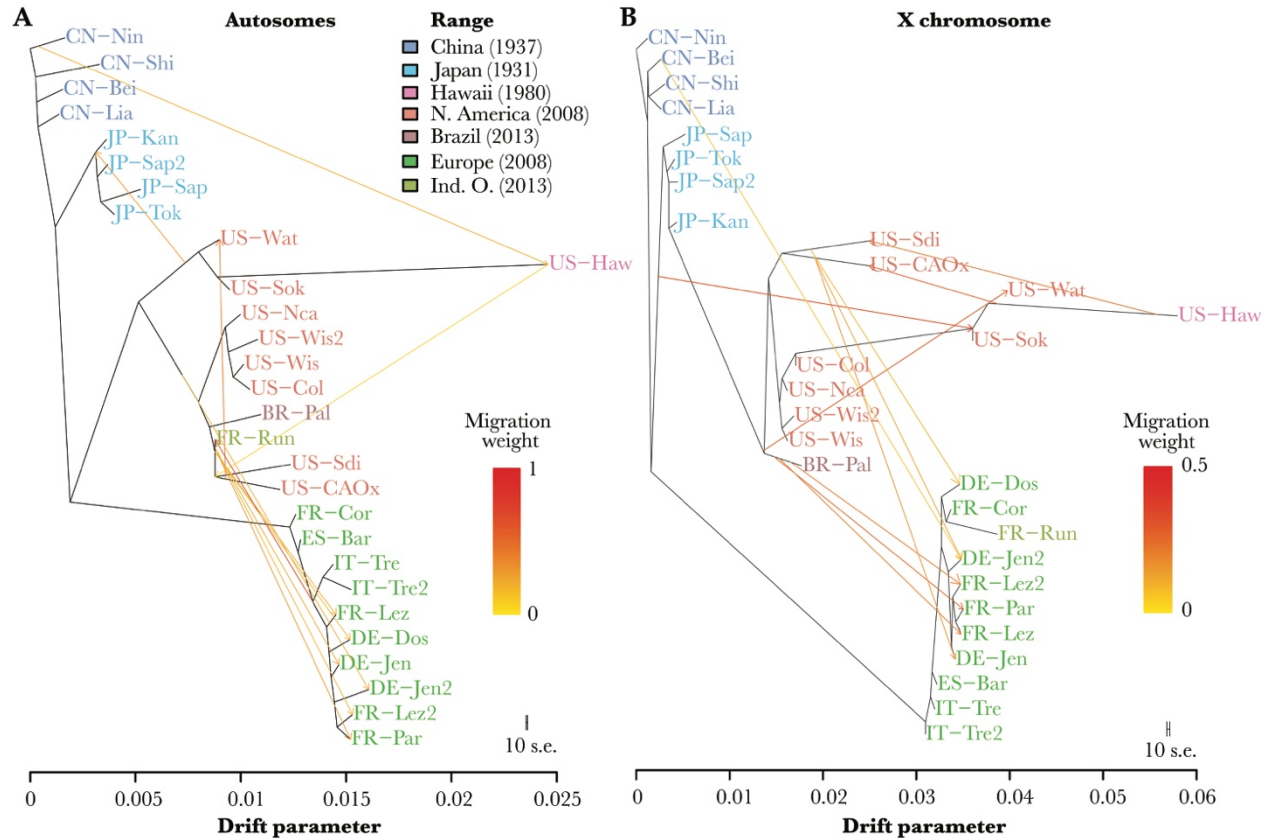 A
Autosomes
Range
China (1937)
Japan (1931)
Hawaii (1980)
N. America (2008)
Brazil (2013)
Europe (2008)
Ind. O. (2013)
CN−Nin
CN−Shi
CN−Bei
CN−Lia
JP−Kan
JP−Sap2
JP−Sap
JP−Tok
US−Wat
US−Haw
US−Sok
US−Nca
US−Wis2
US−Wis
US−Col
BR−Pal
FR−Run
US−Sdi
US−CAOx
FR−Cor
ES−Bar
IT−Tre
IT−Tre2
FR−Lez
DE−Dos
DE−Jen
DE−Jen2
FR−Lez2
FR−Par
Migration
weight
1
0
10 s.e.
0 0.005 0.01 0.015 0.02 0.025
Drift parameter
B
X chromosome
CN−Nin
CN−Bei
CN−Shi
CN−Lia
JP−Sap
JP−Tok
JP−Sap2
JP−Kan
US−Sdi
US−CAOx
US−Wat
US−Haw
US−Sok
US−Col
US−Nca
US−Wis2
US−Wis
BR−Pal
DE−Dos
FR−Cor
FR−Run
DE−Jen2
FR−Lez2
FR−Par
FR−Lez
DE−Jen
ES−Bar
IT−Tre
IT−Tre2
Migration
weight
0.5
0
10 s.e.
0 0.01 0.02 0.03 0.04 0.05 0.06
Drift parameter